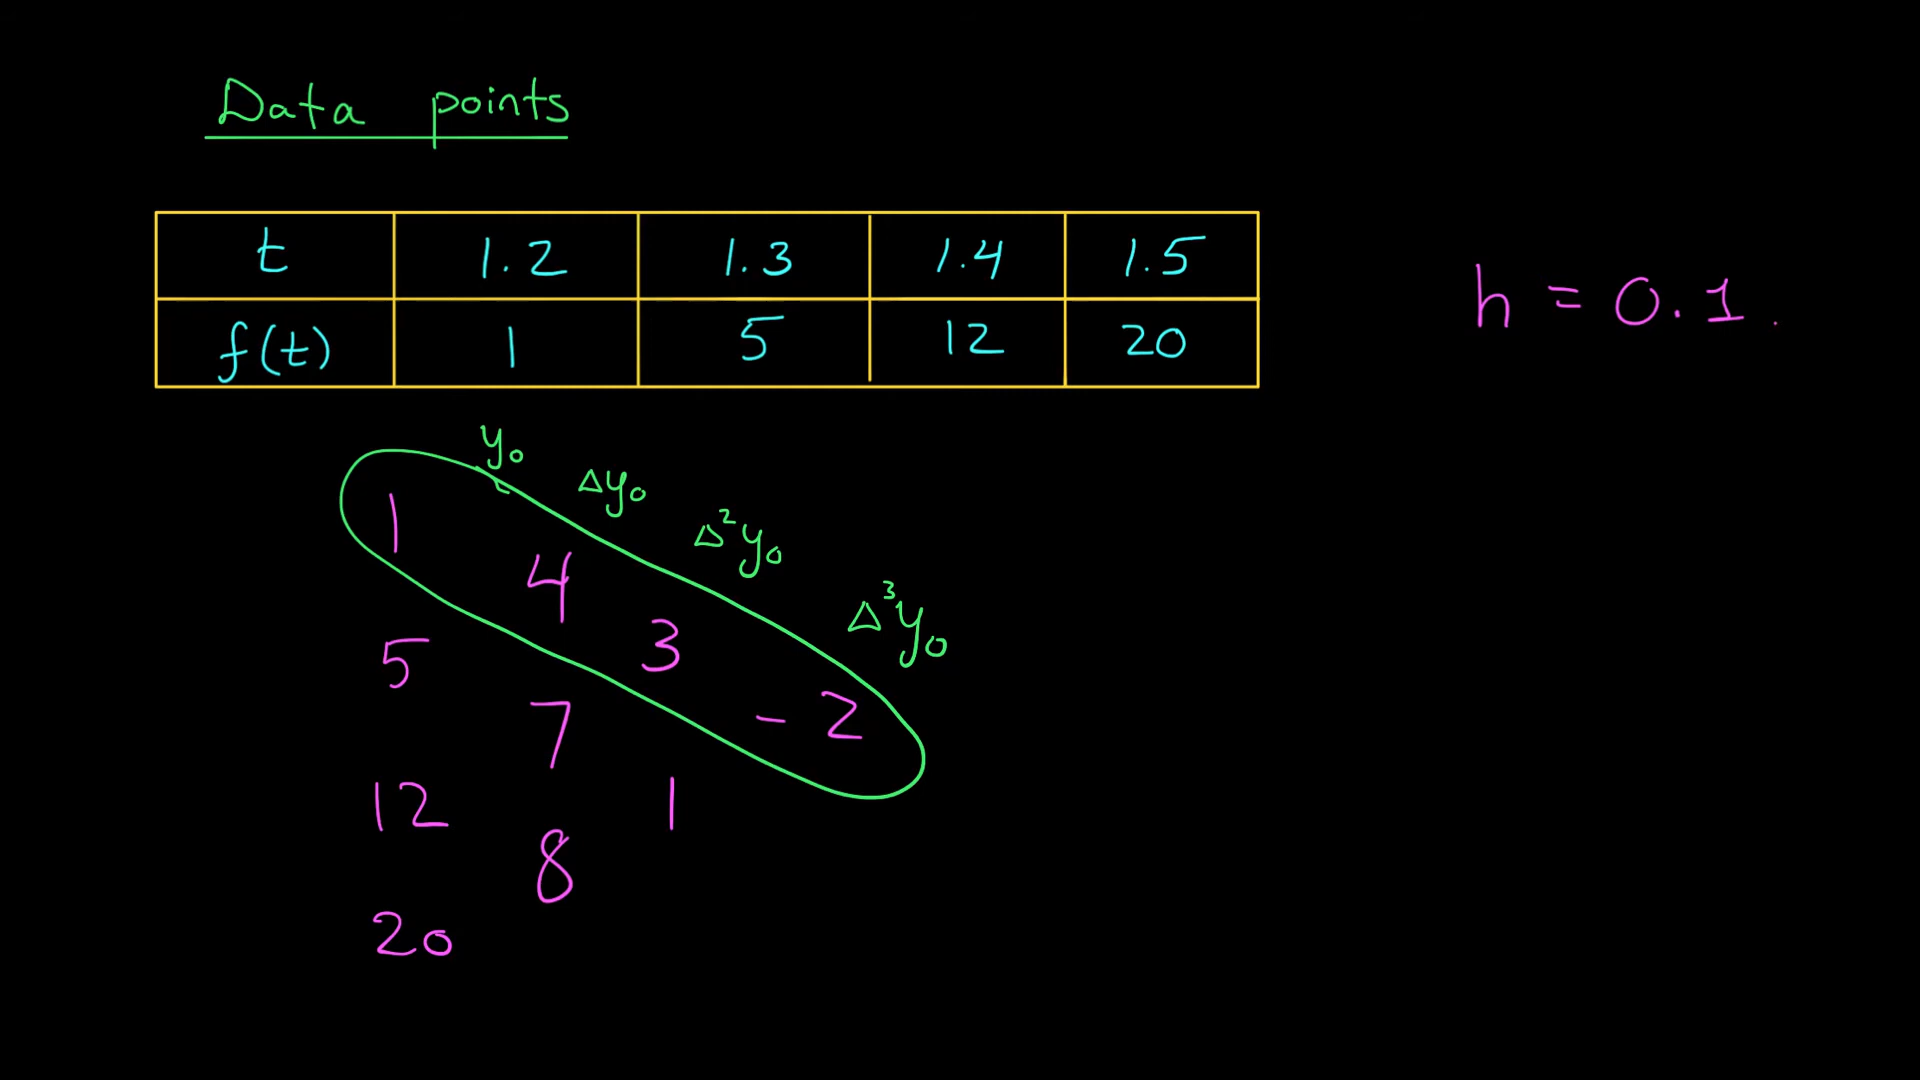 Data points
t 1.2 1.3 1.4 1.5
f(t) 1 5 12 20
h = 0.1.
y₀
Δy₀
Δ²y₀
Δ³y₀
1
4
3
5
-2
7
12
1
8
20